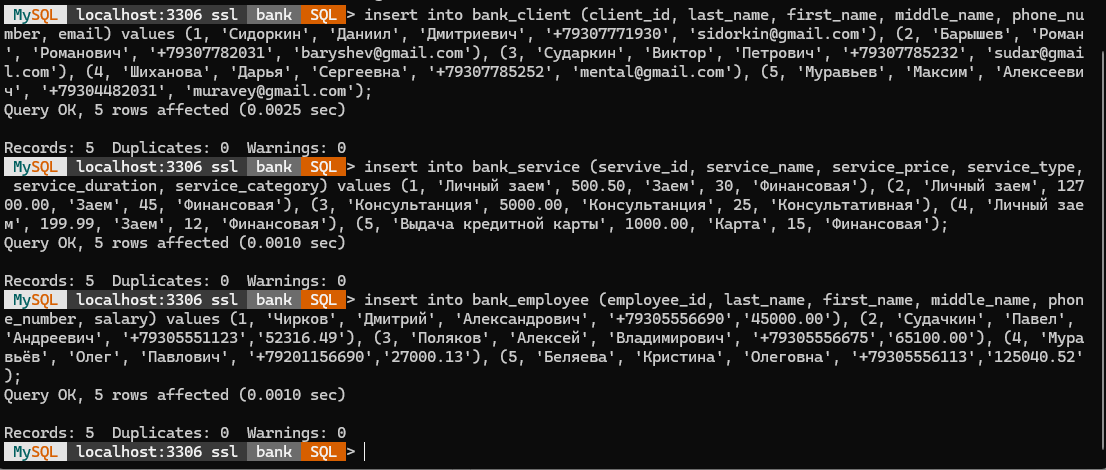 MySQL localhost:3306 ssl bank SQL > insert into bank_client (client_id, last_name, first_name, middle_name, phone_nu
mber, email) values (1, 'Сидоркин', 'Даниил', 'Дмитриевич', '+79307771930', 'sidorkin@gmail.com'), (2, 'Барышев', 'Роман
', 'Романович', '+79307782031', 'baryshev@gmail.com'), (3, 'Сударкин', 'Виктор', 'Петрович', '+79307785232', 'sudar@gmai
l.com'), (4, 'Шиханова', 'Дарья', 'Сергеевна', '+79307785252', 'mental@gmail.com'), (5, 'Муравьев', 'Максим', 'Алексееви
ч', '+79304482031', 'muravey@gmail.com');
Query OK, 5 rows affected (0.0025 sec)
Records: 5 Duplicates: 0 Warnings: 0
MySQL localhost:3306 ssl bank SQL > insert into bank_service (servive_id, service_name, service_price, service_type,
service_duration, service_category) values (1, 'Личный заем', 500.50, 'Заем', 30, 'Финансовая'), (2, 'Личный заем', 127
00.00, 'Заем', 45, 'Финансовая'), (3, 'Консультанция', 5000.00, 'Консультанция', 25, 'Консультативная'), (4, 'Личный зае
м', 199.99, 'Заем', 12, 'Финансовая'), (5, 'Выдача кредитной карты', 1000.00, 'Карта', 15, 'Финансовая');
Query OK, 5 rows affected (0.0010 sec)
Records: 5 Duplicates: 0 Warnings: 0
MySQL localhost:3306 ssl bank SQL > insert into bank_employee (employee_id, last_name, first_name, middle_name, phon
e_number, salary) values (1, 'Чирков', 'Дмитрий', 'Александрович', '+79305556690','45000.00'), (2, 'Судачкин', 'Павел',
'Андреевич', '+79305551123','52316.49'), (3, 'Поляков', 'Алексей', 'Владимирович', '+79305556675','65100.00'), (4, 'Мура
вьёв', 'Олег', 'Павлович', '+79201156690','27000.13'), (5, 'Беляева', 'Кристина', 'Олеговна', '+79305556113','125040.52'
);
Query OK, 5 rows affected (0.0010 sec)
Records: 5 Duplicates: 0 Warnings: 0
MySQL localhost:3306 ssl bank SQL >